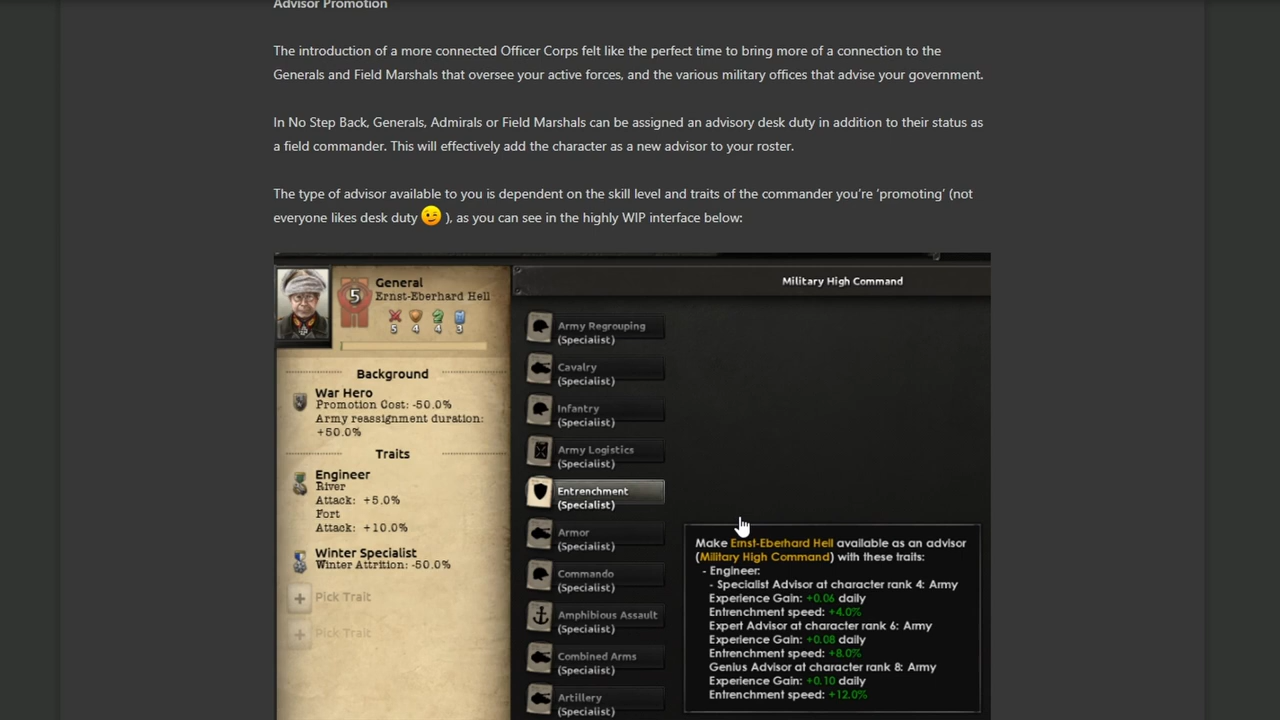 Advisor Promotion
The introduction of a more connected Officer Corps felt like the perfect time to bring more of a connection to the
Generals and Field Marshals that oversee your active forces, and the various military offices that advise your government.
In No Step Back, Generals, Admirals or Field Marshals can be assigned an advisory desk duty in addition to their status as
a field commander. This will effectively add the character as a new advisor to your roster.
The type of advisor available to you is dependent on the skill level and traits of the commander you're 'promoting' (not
everyone likes desk duty 😉 ), as you can see in the highly WIP interface below:
General
5
Ernst-Eberhard Hell
5 4 4 3
Background
War Hero
Promotion Cost: -50.0%
Army reassignment duration:
+50.0%
Traits
Engineer
River
Attack: +5.0%
Fort
Attack: +10.0%
Winter Specialist
Winter Attrition: -50.0%
Pick Trait
Pick Trait
Military High Command
Army Regrouping
(Specialist)
Cavalry
(Specialist)
Infantry
(Specialist)
Army Logistics
(Specialist)
Entrenchment
(Specialist)
Armor
(Specialist)
Commando
(Specialist)
Amphibious Assault
(Specialist)
Combined Arms
(Specialist)
Artillery
(Specialist)
Make Ernst-Eberhard Hell available as an advisor
(Military High Command) with these traits:
- Engineer:
- Specialist Advisor at character rank 4: Army
Experience Gain: +0.06 daily
Entrenchment speed: +4.0%
Expert Advisor at character rank 6: Army
Experience Gain: +0.08 daily
Entrenchment speed: +8.0%
Genius Advisor at character rank 8: Army
Experience Gain: +0.10 daily
Entrenchment speed: +12.0%